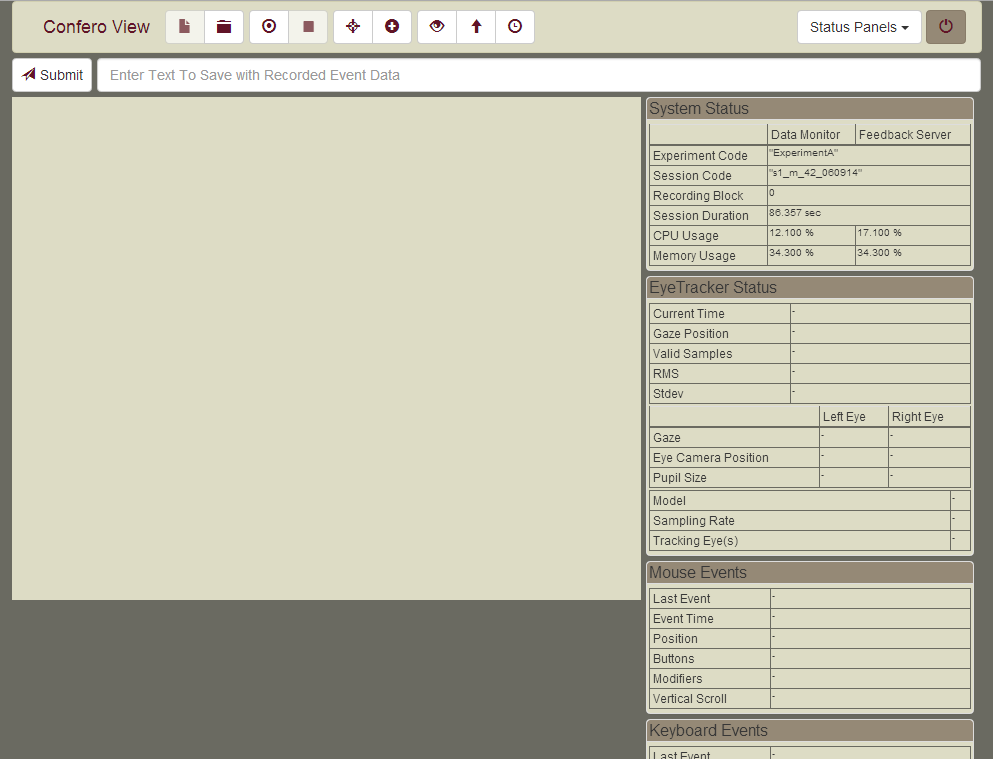 Confero View
Status Panels
Submit
Enter Text To Save with Recorded Event Data
System Status
Data Monitor Feedback Server
Experiment Code "ExperimentA"
Session Code "s1_m_42_060914"
Recording Block 0
Session Duration 86.357 sec
CPU Usage 12.100 % 17.100 %
Memory Usage 34.300 % 34.300 %
EyeTracker Status
Current Time -
Gaze Position -
Valid Samples -
RMS -
Stdev -
Left Eye Right Eye
Gaze - -
Eye Camera Position - -
Pupil Size - -
Model -
Sampling Rate -
Tracking Eye(s) -
Mouse Events
Last Event -
Event Time -
Position -
Buttons -
Modifiers -
Vertical Scroll -
Keyboard Events
Last Event -